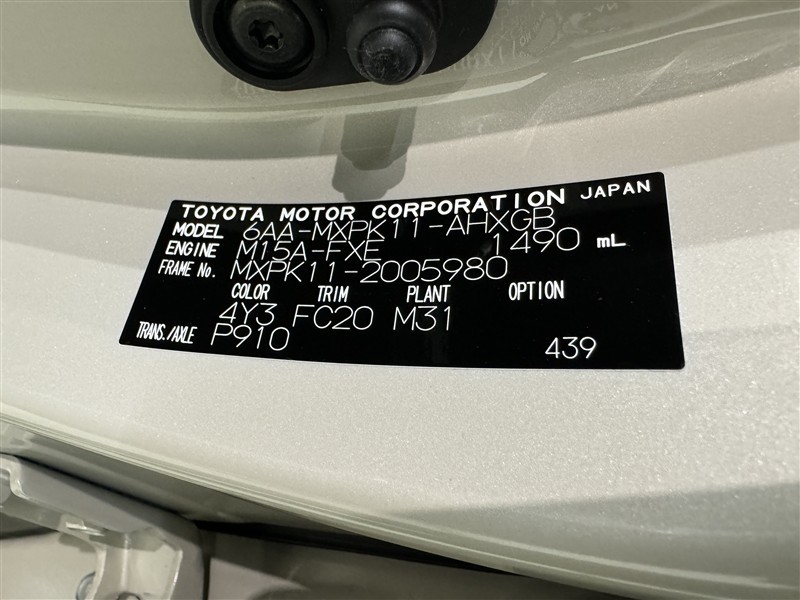 TOYOTA MOTOR CORPORATION JAPAN
MODEL 6AA-MXPK11-AHXGB
ENGINE M15A-FXE 1490 mL
FRAME No. MXPK11-2005980
COLOR TRIM PLANT OPTION
4Y3 FC20 M31
TRANS./AXLE P910 439